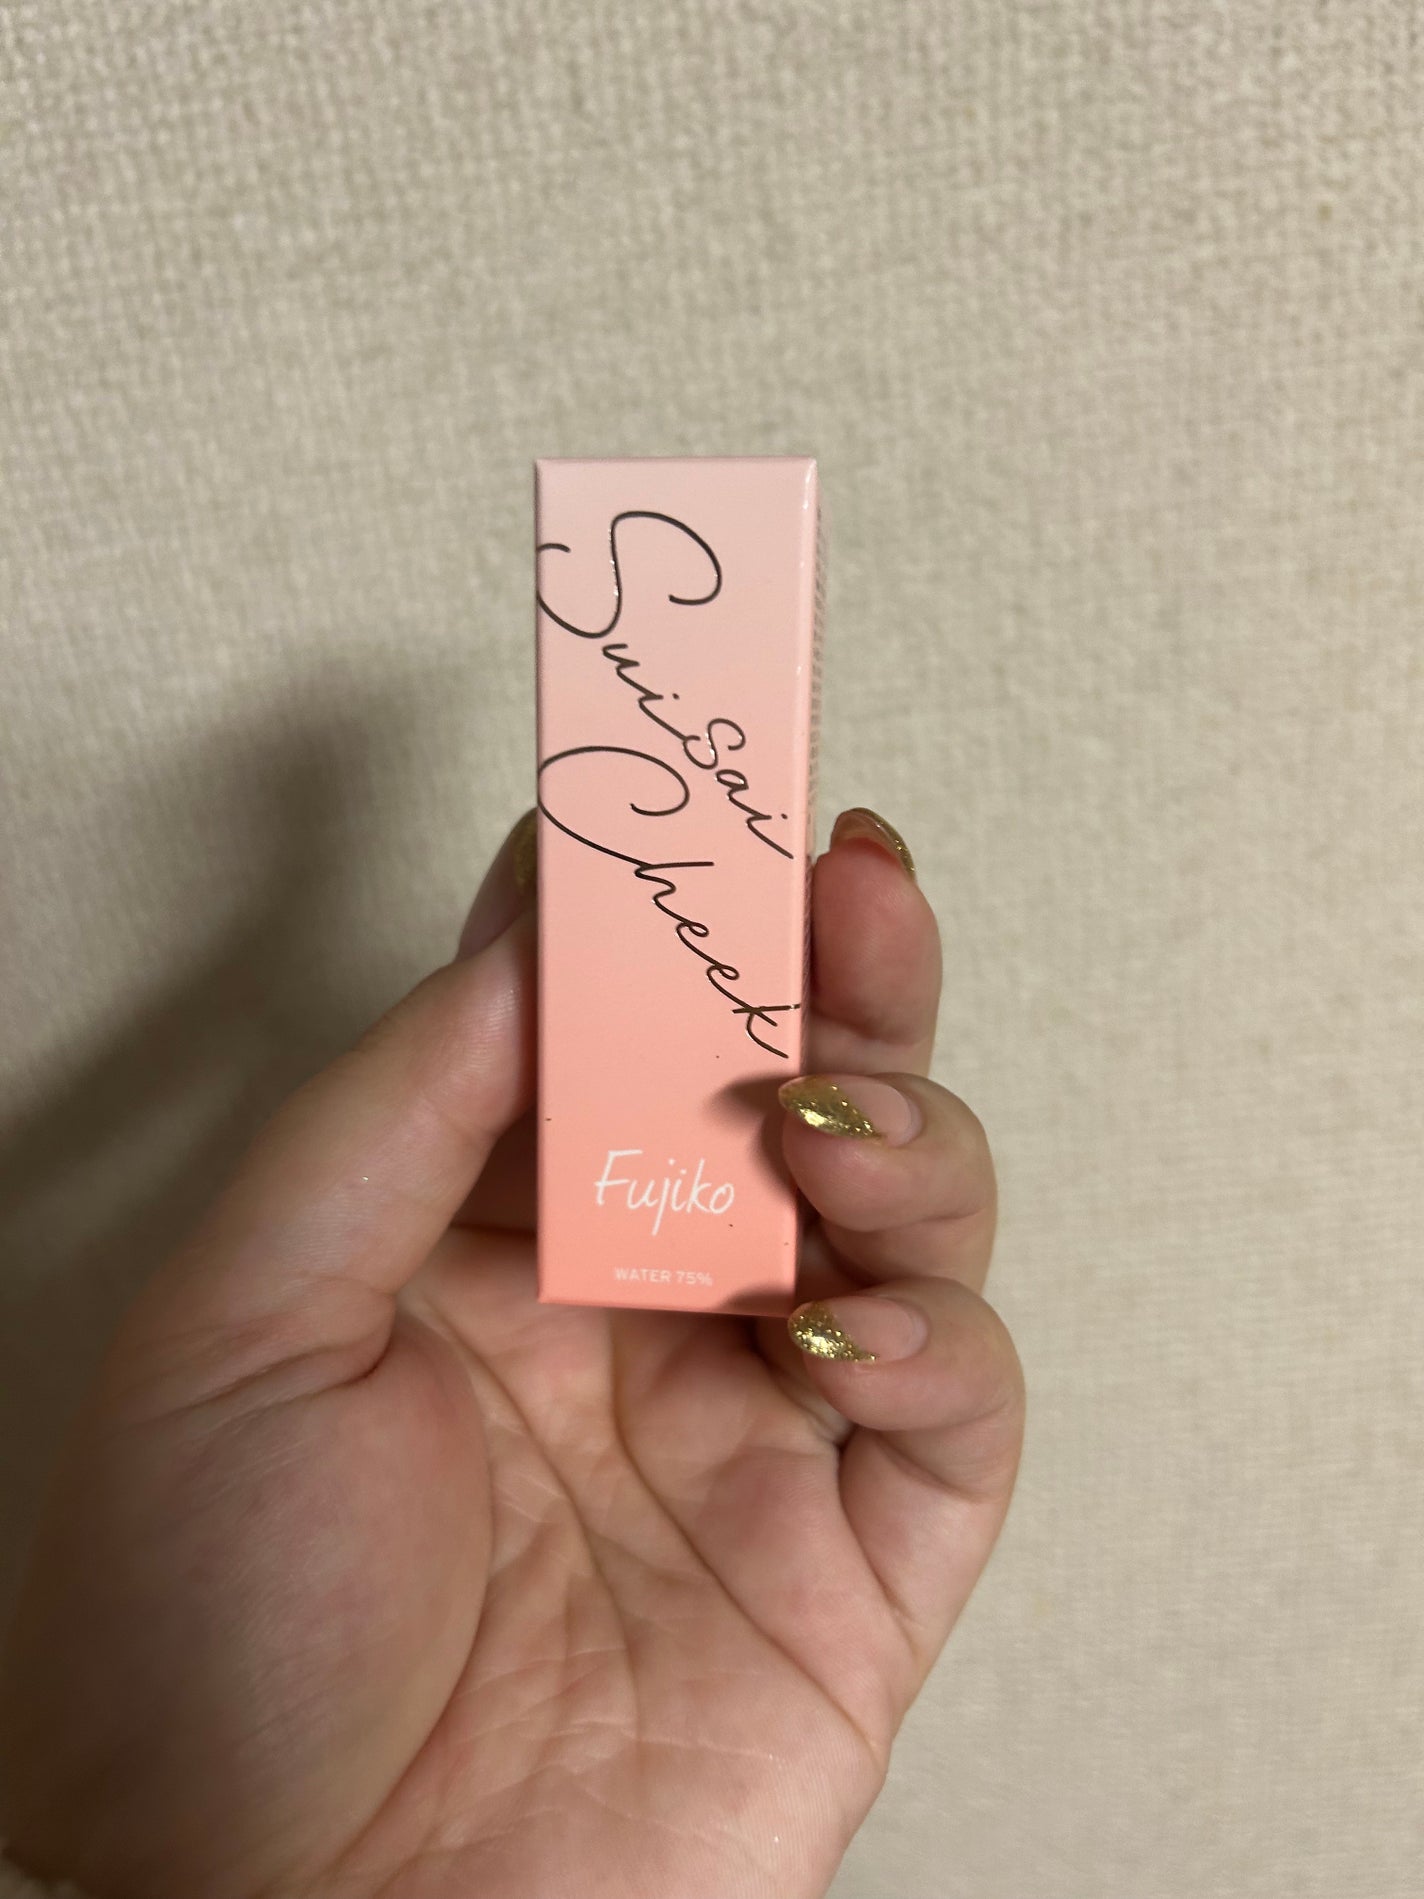 Suisai
Cheek
Fujiko
WATER 75%